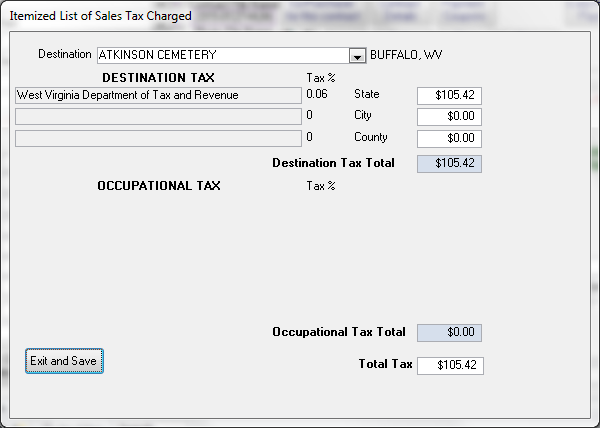 Itemized List of Sales Tax Charged
Destination ATKINSON CEMETERY BUFFALO, WV
DESTINATION TAX Tax %
West Virginia Department of Tax and Revenue 0.06 State $105.42
0 City $0.00
0 County $0.00
Destination Tax Total $105.42
OCCUPATIONAL TAX Tax %
Occupational Tax Total $0.00
Exit and Save
Total Tax $105.42